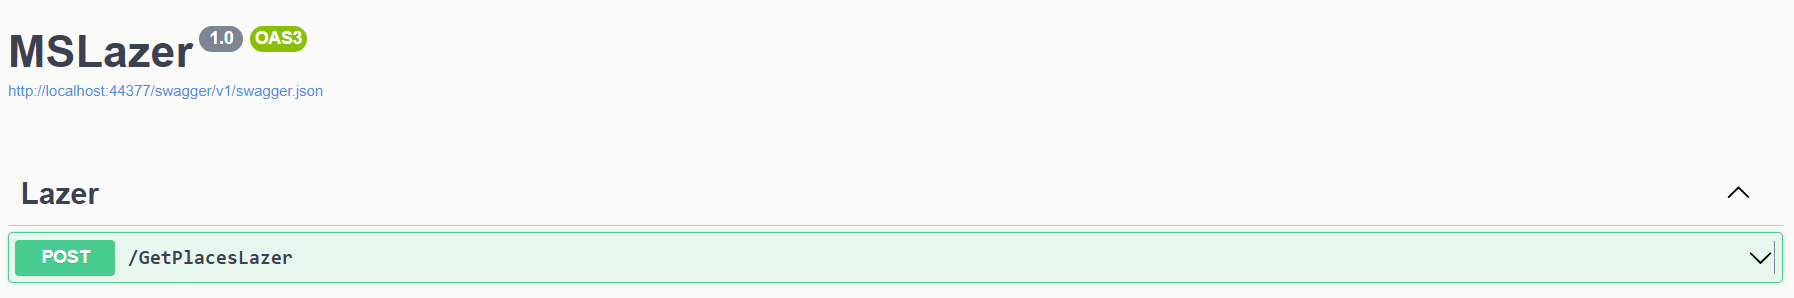 MSLazer 1.0 OAS3
http://localhost:44377/swagger/v1/swagger.json
Lazer
POST /GetPlacesLazer